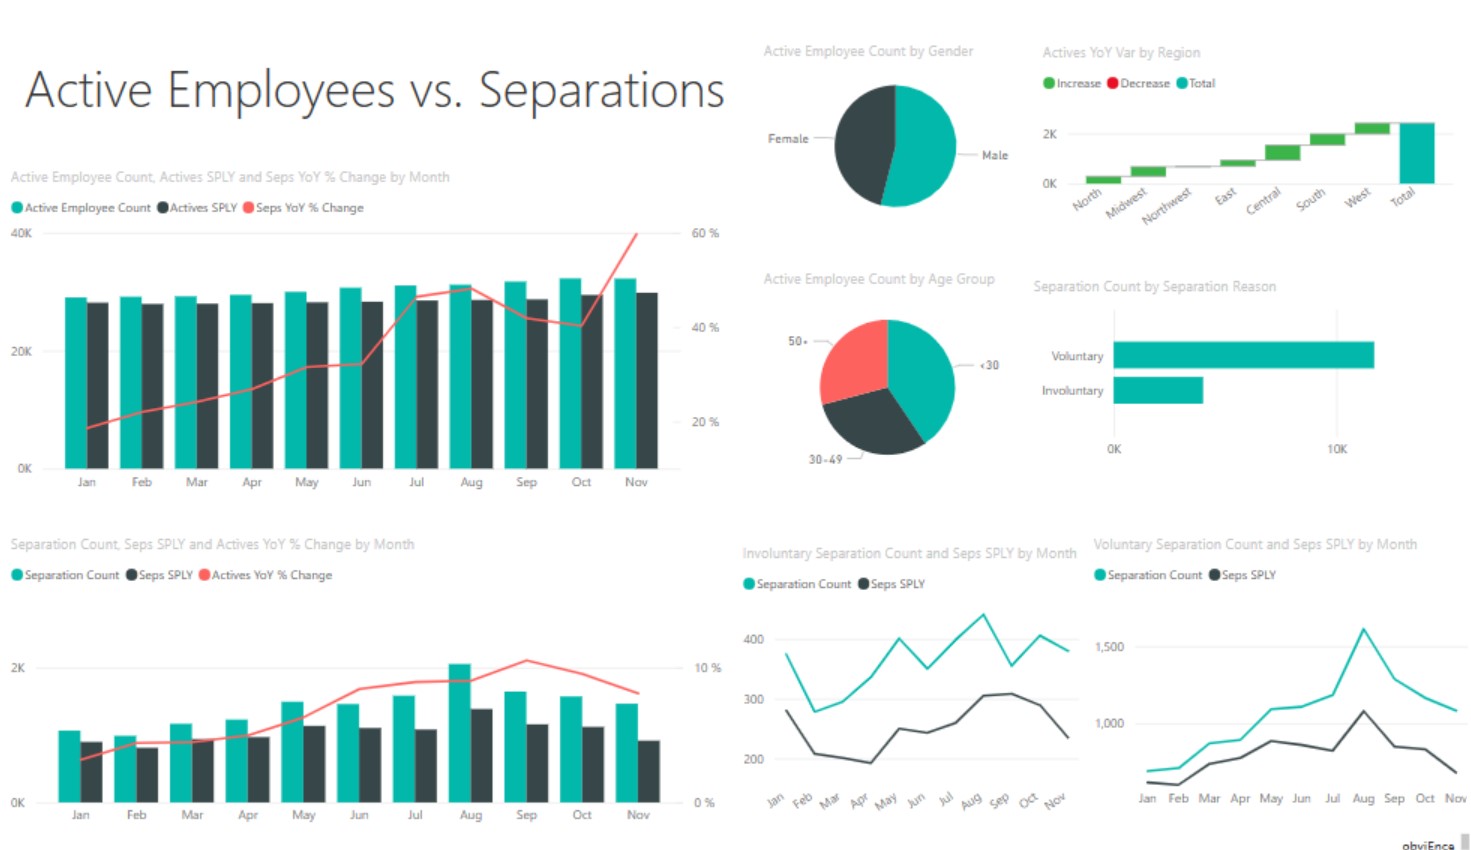 Active Employees vs. Separations
Active Employee Count, Actives SPLY and Seps YoY % Change by Month
Active Employee Count Actives SPLY Seps YoY % Change
40K
20K
0K
60 %
40 %
20 %
Jan Feb Mar Apr May Jun Jul Aug Sep Oct Nov
Separation Count, Seps SPLY and Actives YoY % Change by Month
Separation Count Seps SPLY Actives YoY % Change
2K
0K
10 %
0 %
Jan Feb Mar Apr May Jun Jul Aug Sep Oct Nov
Active Employee Count by Gender
Female
Male
Actives YoY Var by Region
Increase Decrease Total
2K
0K
North Midwest Northwest East Central South West Total
Active Employee Count by Age Group
50+
<30
30-49
Separation Count by Separation Reason
Voluntary
Involuntary
0K 10K
Involuntary Separation Count and Seps SPLY by Month
Separation Count Seps SPLY
400
300
200
Jan Feb Mar Apr May Jun Jul Aug Sep Oct Nov
Voluntary Separation Count and Seps SPLY by Month
Separation Count Seps SPLY
1,500
1,000
Jan Feb Mar Apr May Jun Jul Aug Sep Oct Nov
obviEnce